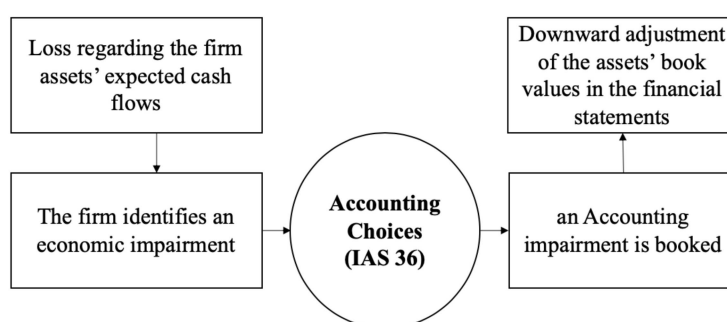 Loss regarding the firm
assets' expected cash
flows
The firm identifies an
economic impairment
Accounting
Choices
(IAS 36)
an Accounting
impairment is booked
Downward adjustment
of the assets' book
values in the financial
statements